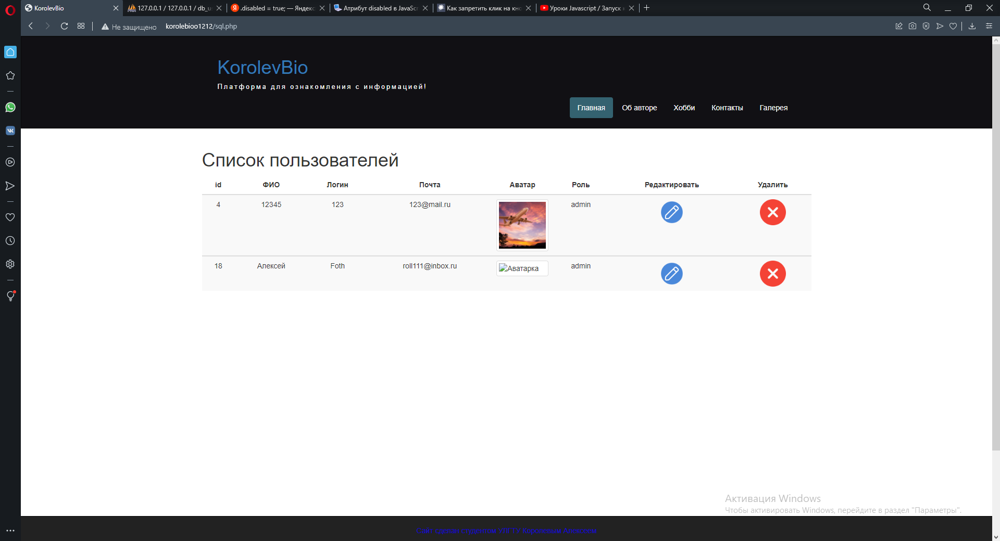 KorolevBio
127.0.0.1 / 127.0.0.1 / db_u
.disabled = true; — Яндекс
Атрибут disabled в JavaSc
Как запретить клик на кно
Уроки Javascript / Запуск
Не защищено
korolebioo1212/sql.php
KorolevBio
Платформа для ознакомления с информацией!
Главная
Об авторе
Хобби
Контакты
Галерея
Список пользователей
id ФИО Логин Почта Аватар Роль Редактировать Удалить
4 12345 123 123@mail.ru admin
18 Алексей Foth roll111@inbox.ru Аватарка admin
Активация Windows
Чтобы активировать Windows, перейдите в раздел "Параметры".
Сайт сделан студентом УлГТУ Королевым Алексеем